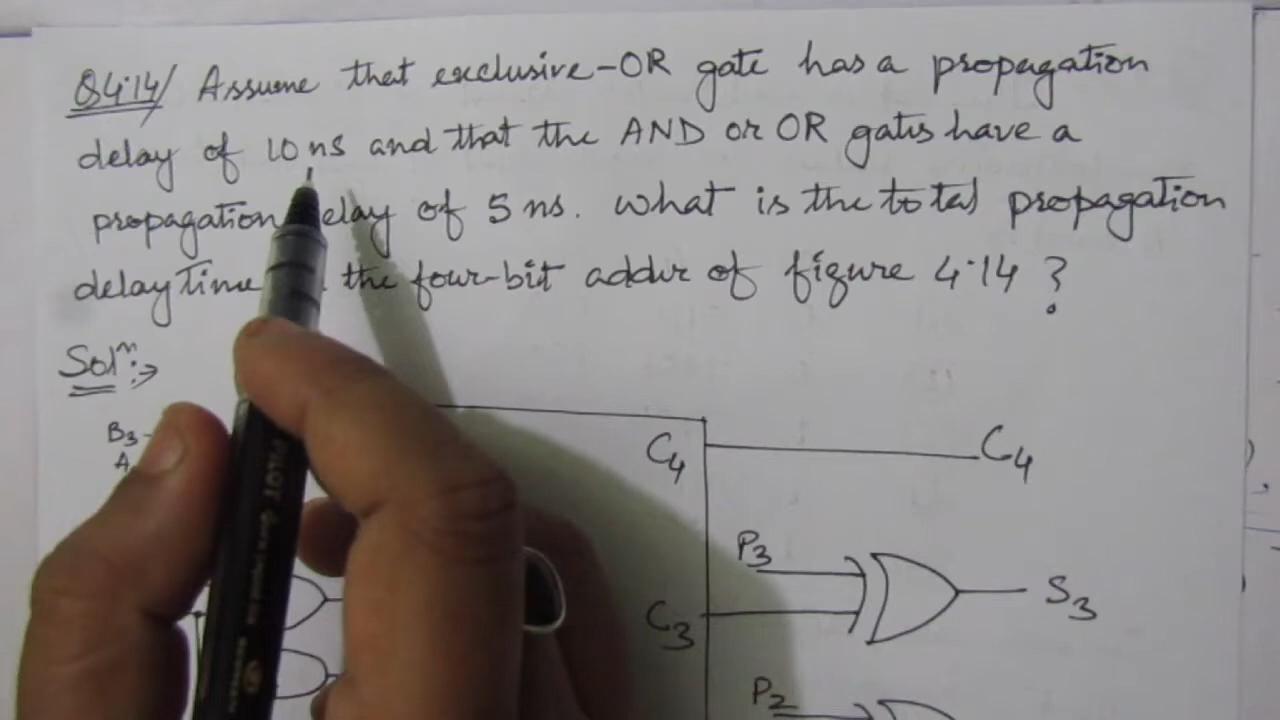 Q4.14/ Assume that exclusive-OR gate has a propagation
delay of 10 ns and that the AND or OR gates have a
propagation elay of 5 ns. What is the total propagation
delay time the four-bit adder of figure 4.14 ?
Solⁿ:→
B3
A
C4
C4
P3
S3
C3
P2
PILOT